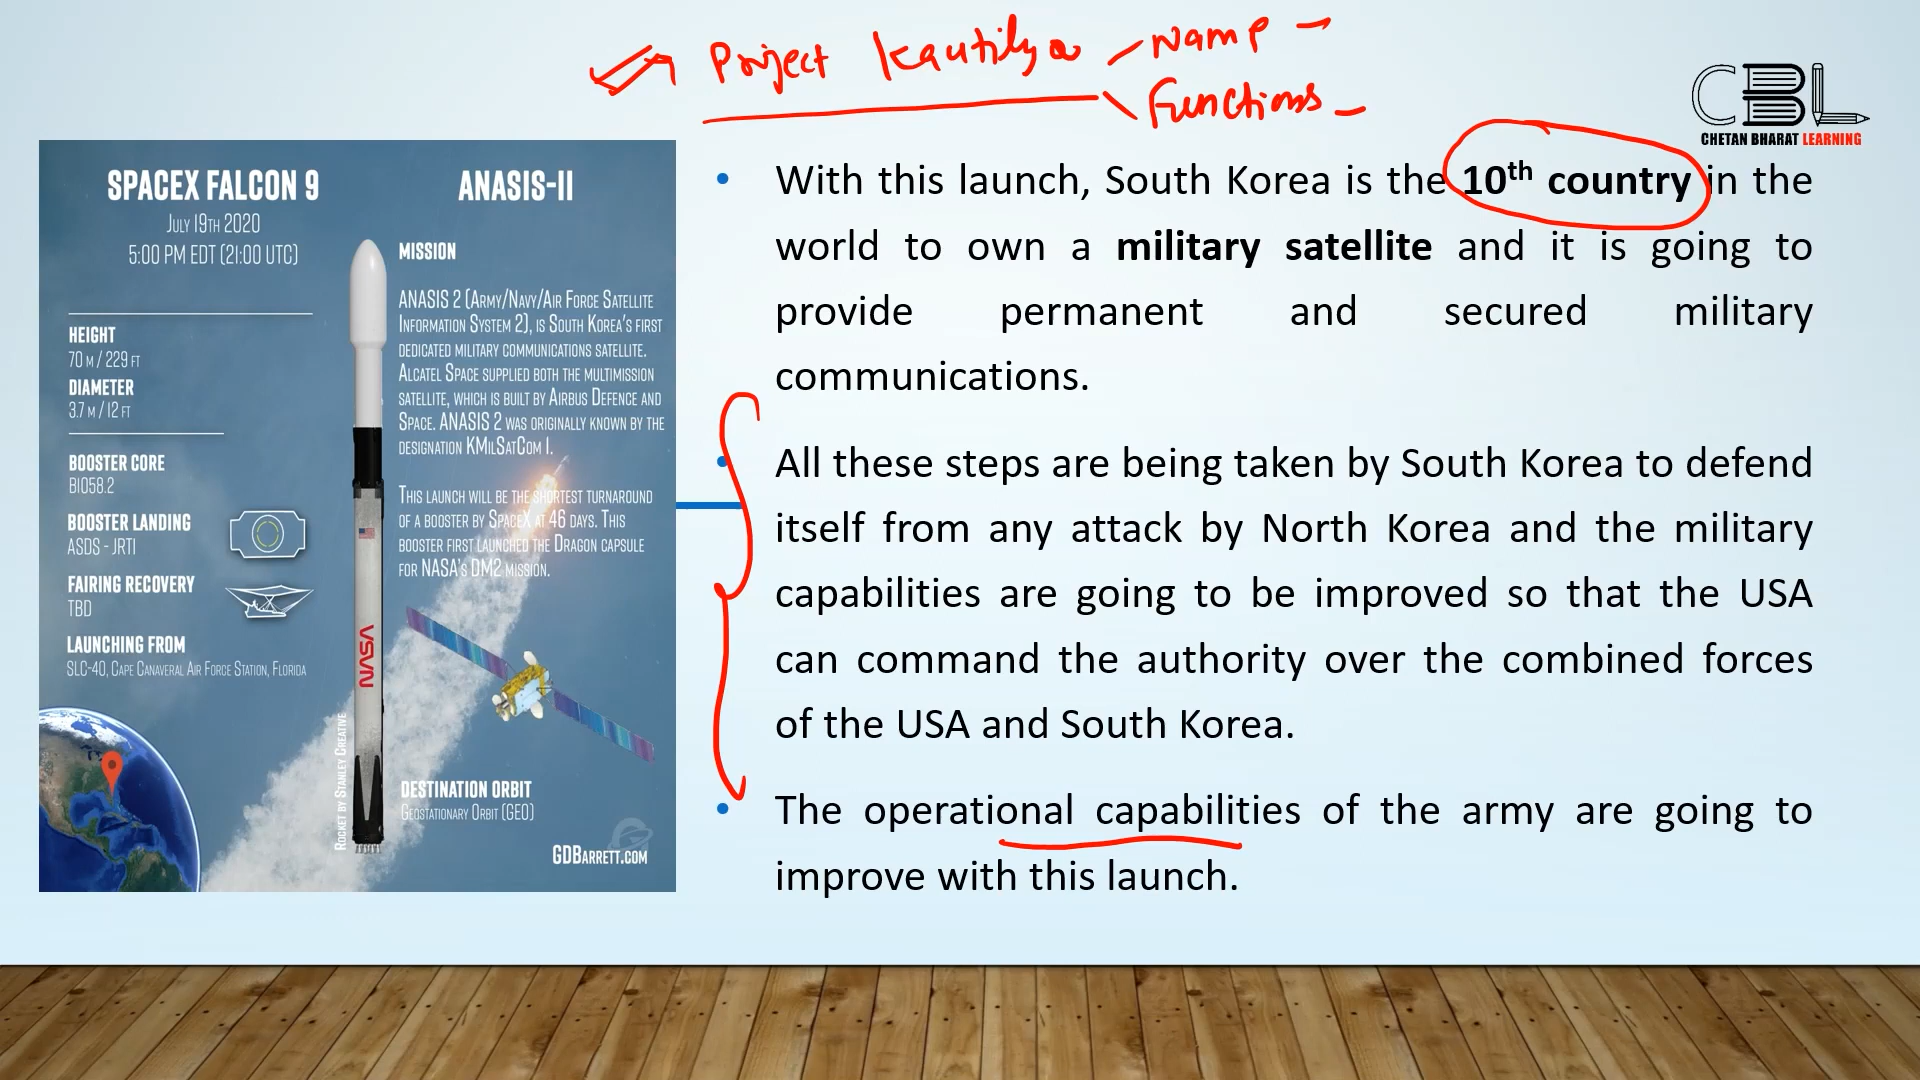 Project Kautilya
Name -
Functions -
CBL
CHETAN BHARAT LEARNING
SPACEX FALCON 9
JULY 19TH 2020
5:00 PM EDT (21:00 UTC)
HEIGHT
70 M / 229 FT
DIAMETER
3.7 M / 12 FT
BOOSTER CORE
B1058.2
BOOSTER LANDING
ASDS - JRTI
FAIRING RECOVERY
TBD
LAUNCHING FROM
SLC-40, CAPE CANAVERAL AIR FORCE STATION, FLORIDA
ROCKET BY STANLEY CREATIVE
NASA
ANASIS-II
MISSION
ANASIS 2 (ARMY/NAVY/AIR FORCE SATELLITE
INFORMATION SYSTEM 2), IS SOUTH KOREA'S FIRST
DEDICATED MILITARY COMMUNICATIONS SATELLITE.
ALCATEL SPACE SUPPLIED BOTH THE MULTIMISSION
SATELLITE, WHICH IS BUILT BY AIRBUS DEFENCE AND
SPACE. ANASIS 2 WAS ORIGINALLY KNOWN BY THE
DESIGNATION KMILSATCOM 1.
THIS LAUNCH WILL BE THE SHORTEST TURNAROUND
OF A BOOSTER BY SPACEX AT 46 DAYS. THIS
BOOSTER FIRST LAUNCHED THE DRAGON CAPSULE
FOR NASA'S DM2 MISSION.
DESTINATION ORBIT
GEOSTATIONARY ORBIT (GEO)
GDBARRETT.COM
• With this launch, South Korea is the 10th country in the
world to own a military satellite and it is going to
provide permanent and secured military
communications.
• All these steps are being taken by South Korea to defend
itself from any attack by North Korea and the military
capabilities are going to be improved so that the USA
can command the authority over the combined forces
of the USA and South Korea.
• The operational capabilities of the army are going to
improve with this launch.